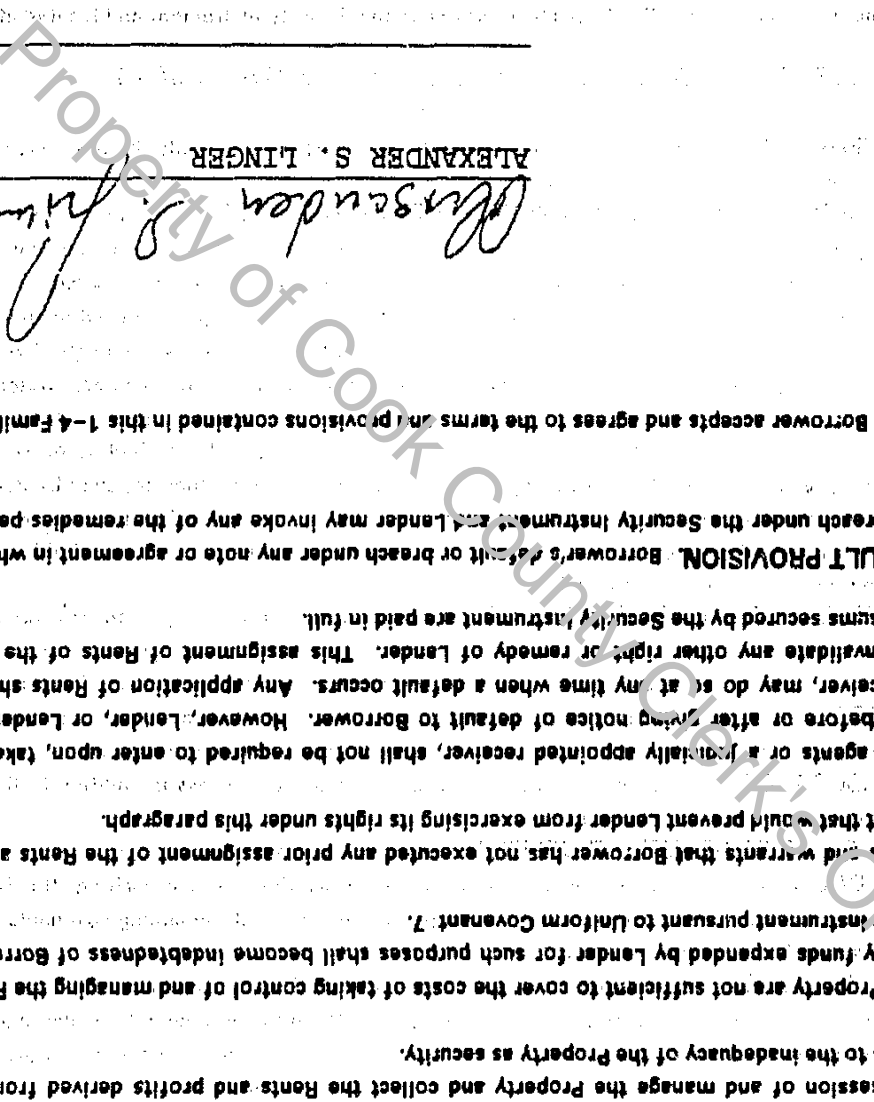 ssession of and manage the Property and collect the Rents and profits derived from
to the inadequacy of the Property as security.
Property are not sufficient to cover the costs of taking control of and managing the
y funds expended by Lender for such purposes shall become indebtedness of Borro
Instrument pursuant to Uniform Covenant 7.
and warrants that Borrower has not executed any prior assignment of the Rents a
t that would prevent Lender from exercising its rights under this paragraph.
agents or a judicially appointed receiver, shall not be required to enter upon, take
before or after giving notice of default to Borrower. However, Lender, or Lende
ceiver, may do so at any time when a default occurs. Any application of Rents sh
nvalidate any other right or remedy of Lender. This assignment of Rents of the
sums secured by the Security Instrument are paid in full.
ULT PROVISION. Borrower's default or breach under any note or agreement in wh
reach under the Security Instrument and Lender may invoke any of the remedies pe
Borrower accepts and agrees to the terms and provisions contained in this 1-4 Famil
ALEXANDER S. LINGER
Property of Cook County Clerk's Of